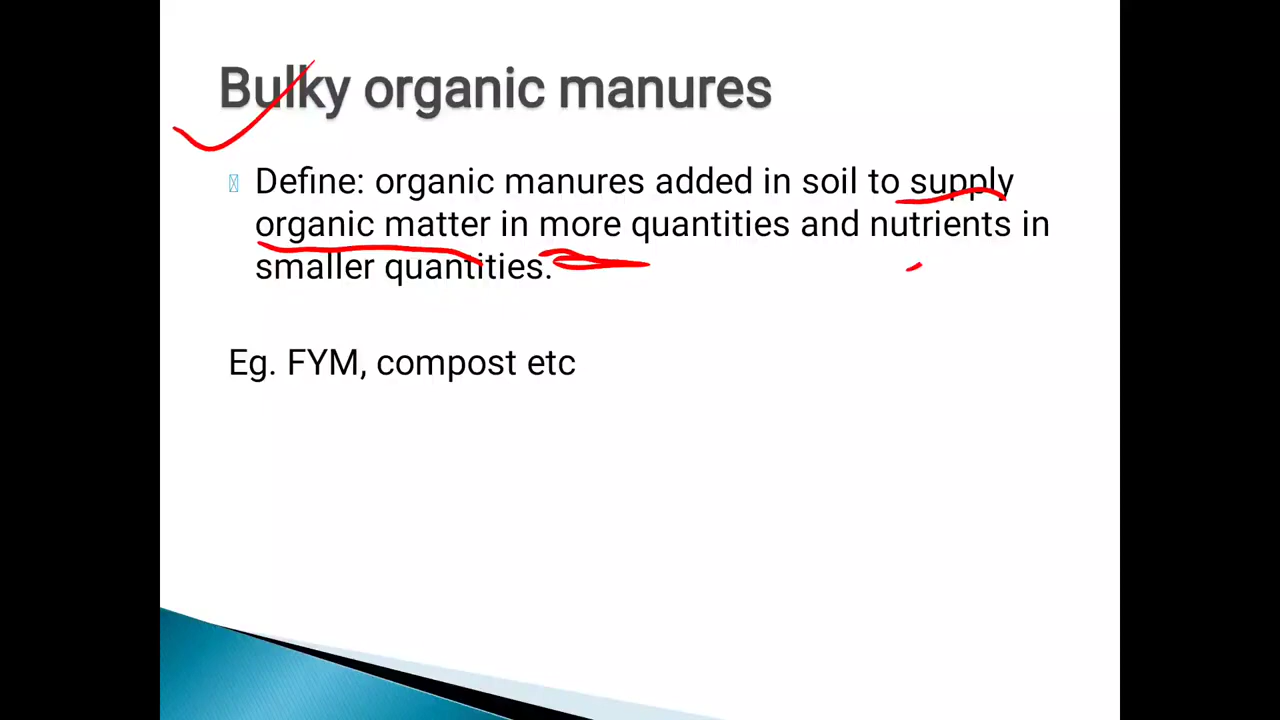 Bulky organic manures
Define: organic manures added in soil to supply
organic matter in more quantities and nutrients in
smaller quantities.
Eg. FYM, compost etc